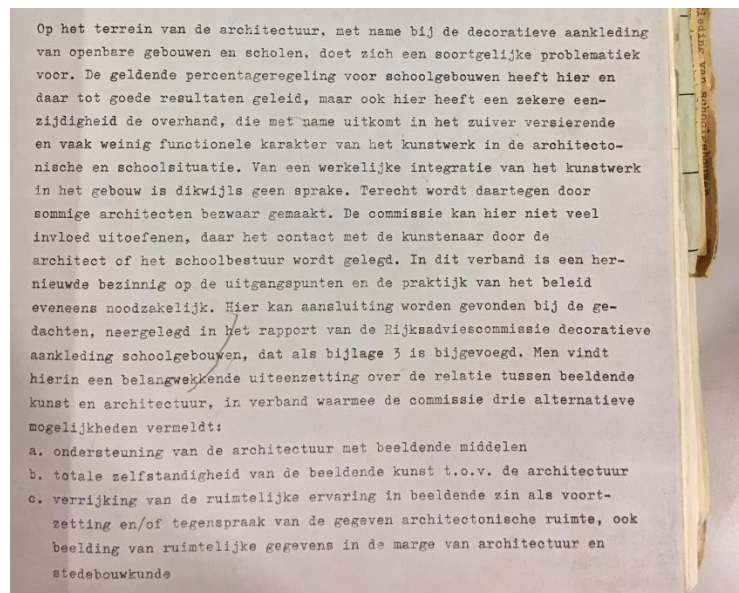 Op het terrein van de architectuur, met name bij de decoratieve aankleding
van openbare gebouwen en scholen, doet zich een soortgelijke problematiek
voor. De geldende percentageregeling voor schoolgebouwen heeft hier en
daar tot goede resultaten geleid, maar ook hier heeft een zekere een-
zijdigheid de overhand, die met name uitkomt in het zuiver versierende
en vaak weinig functionele karakter van het kunstwerk in de architecto-
nische en schoolsituatie. Van een werkelijke integratie van het kunstwerk
in het gebouw is dikwijls geen sprake. Terecht wordt daartegen door
sommige architecten bezwaar gemaakt. De commissie kan hier niet veel
invloed uitoefenen, daar het contact met de kunstenaar door de
architect of het schoolbestuur wordt gelegd. In dit verband is een her-
nieuwde bezinnig op de uitgangspunten en de praktijk van het beleid
eveneens noodzakelijk. Hier kan aansluiting worden gevonden bij de ge-
dachten, neergelegd in het rapport van de Rijksadviescommissie decoratieve
aankleding schoolgebouwen, dat als bijlage 3 is bijgevoegd. Men vindt
hierin een belangwekkende uiteenzetting over de relatie tussen beeldende
kunst en architectuur, in verband waarmee de commissie drie alternatieve
mogelijkheden vermeldt:
a. ondersteuning van de architectuur met beeldende middelen
b. totale zelfstandigheid van de beeldende kunst t.o.v. de architectuur
c. verrijking van de ruimtelijke ervaring in beeldende zin als voort-
zetting en/of tegenspraak van de gegeven architectonische ruimte, ook
beelding van ruimtelijke gegevens in de marge van architectuur en
stedebouwkunde
van schoolgebouwen